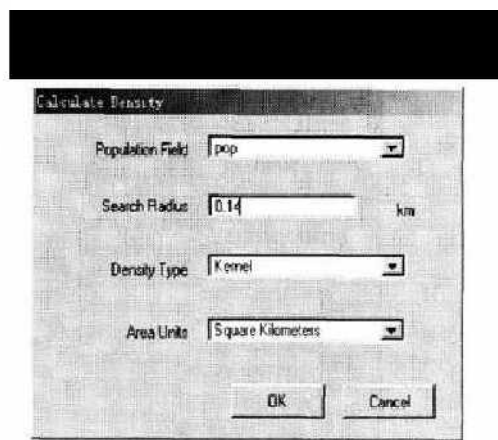 Calculate Density
Population Field pop
Search Radius 0.14 km
Density Type Kernel
Area Units Square Kilometers
OK Cancel